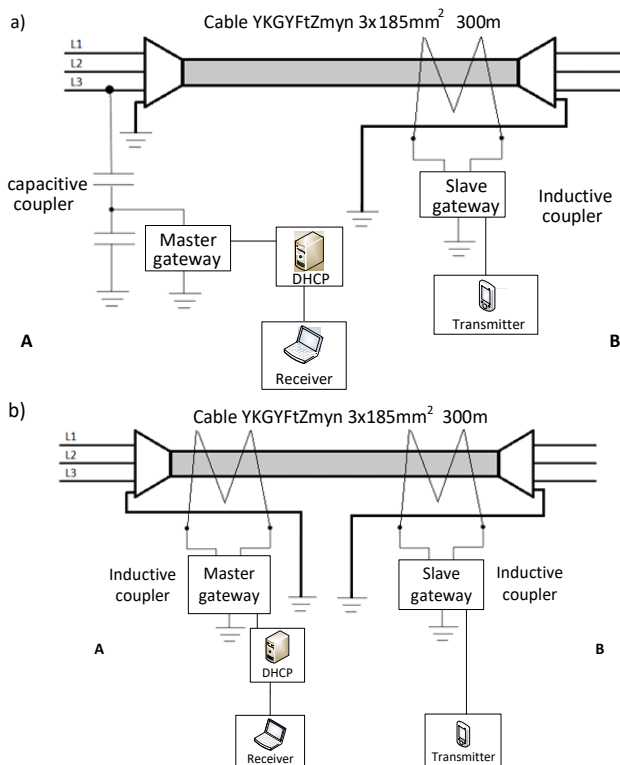 a)
Cable YKGYFtZmyn 3x185mm² 300m
L1
L2
L3
capacitive
coupler
Master
gateway
DHCP
Receiver
Slave
gateway
Inductive
coupler
Transmitter
A
B
b)
Cable YKGYFtZmyn 3x185mm² 300m
L1
L2
L3
Inductive
coupler
Master
gateway
Slave
gateway
Inductive
coupler
A
B
DHCP
Receiver
Transmitter